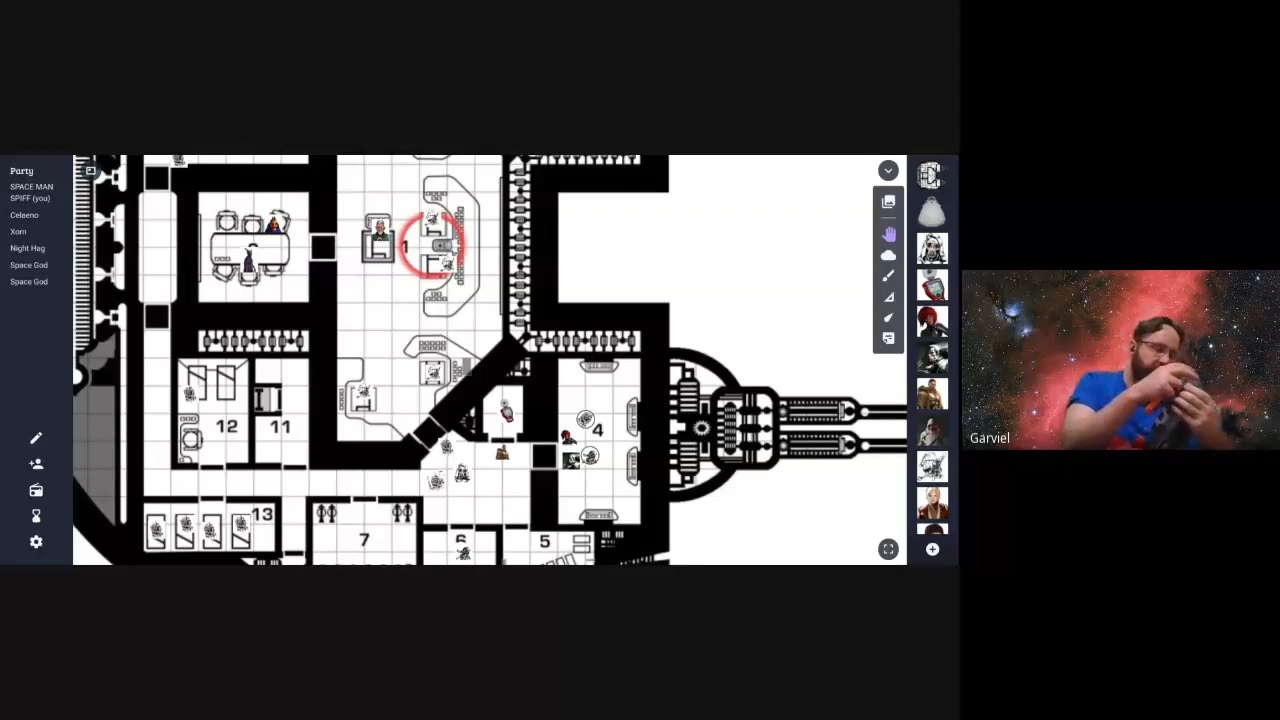 Party
SPACE MAN
SPIFF (you)
Celaeno
Xorn
Night Hag
Space God
Space God
1
4
12
11
13
7
6
5
Garviel